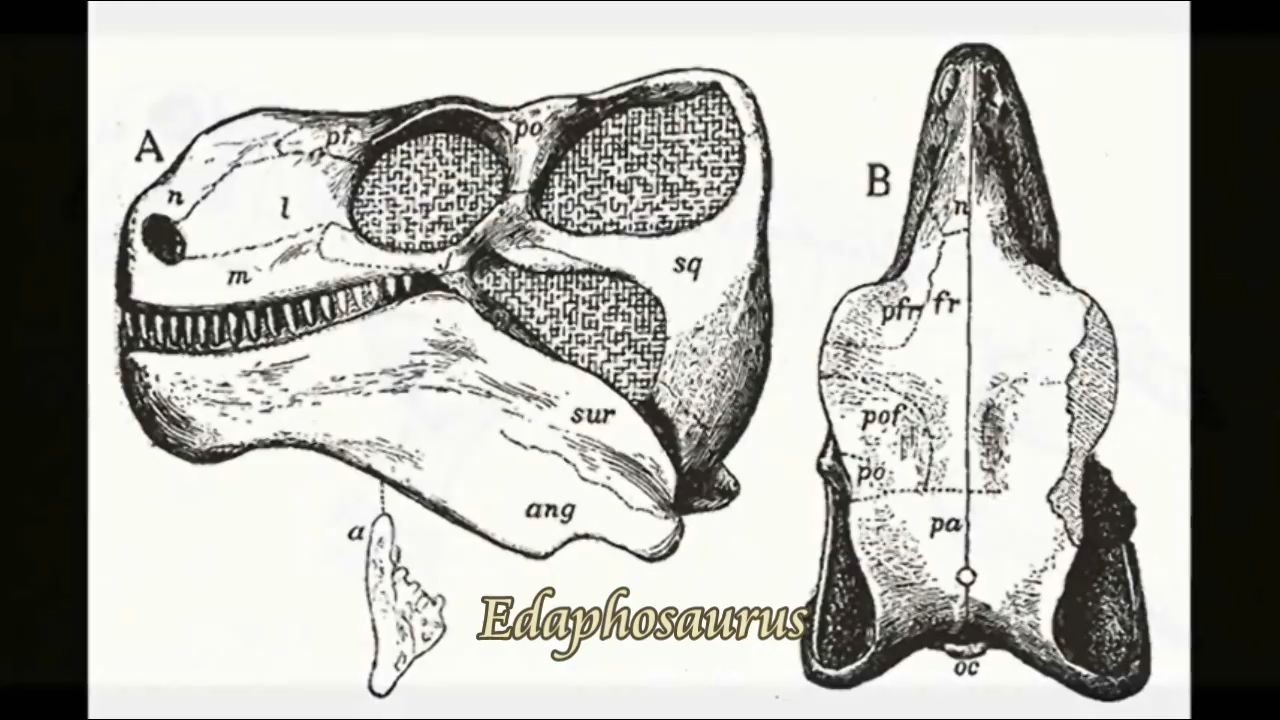 A
pf
po
n
l
m
j
sq
sur
ang
a
Edaphosaurus
B
n
pfr
fr
pof
po
pa
oc